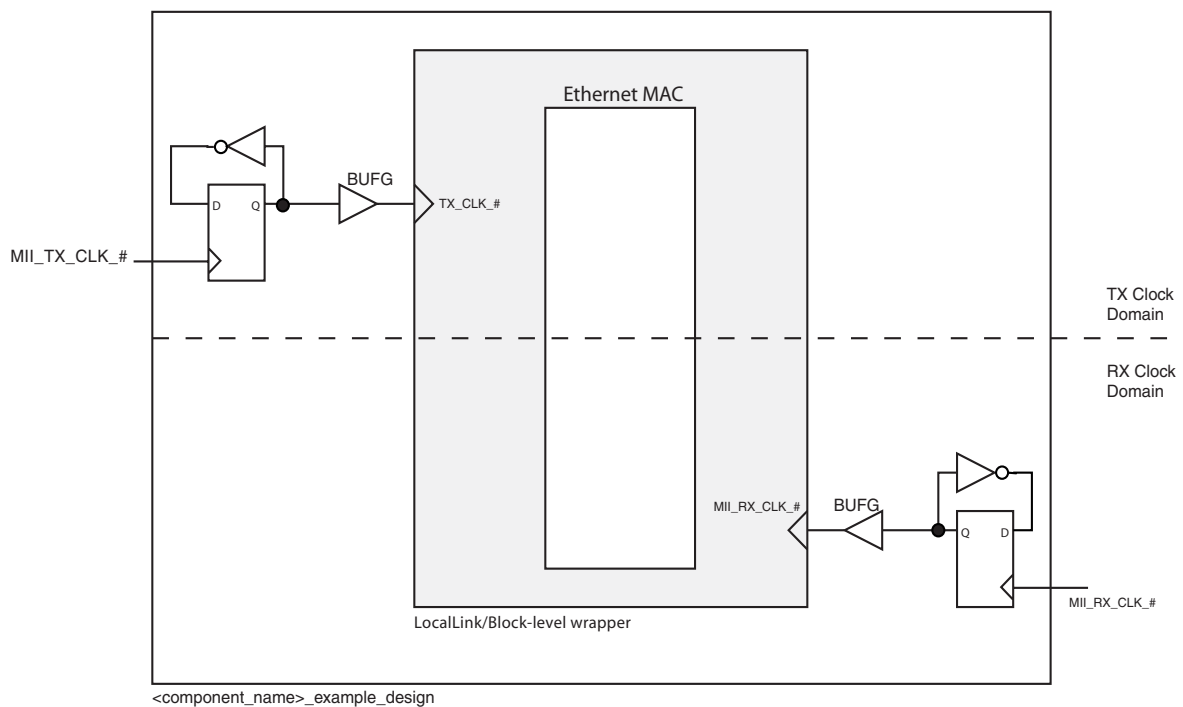 Ethernet MAC
BUFG
D
Q
TX_CLK_#
MII_TX_CLK_#
TX Clock
Domain
RX Clock
Domain
MII_RX_CLK_#
BUFG
Q
D
MII_RX_CLK_#
LocalLink/Block-level wrapper
<component_name>_example_design